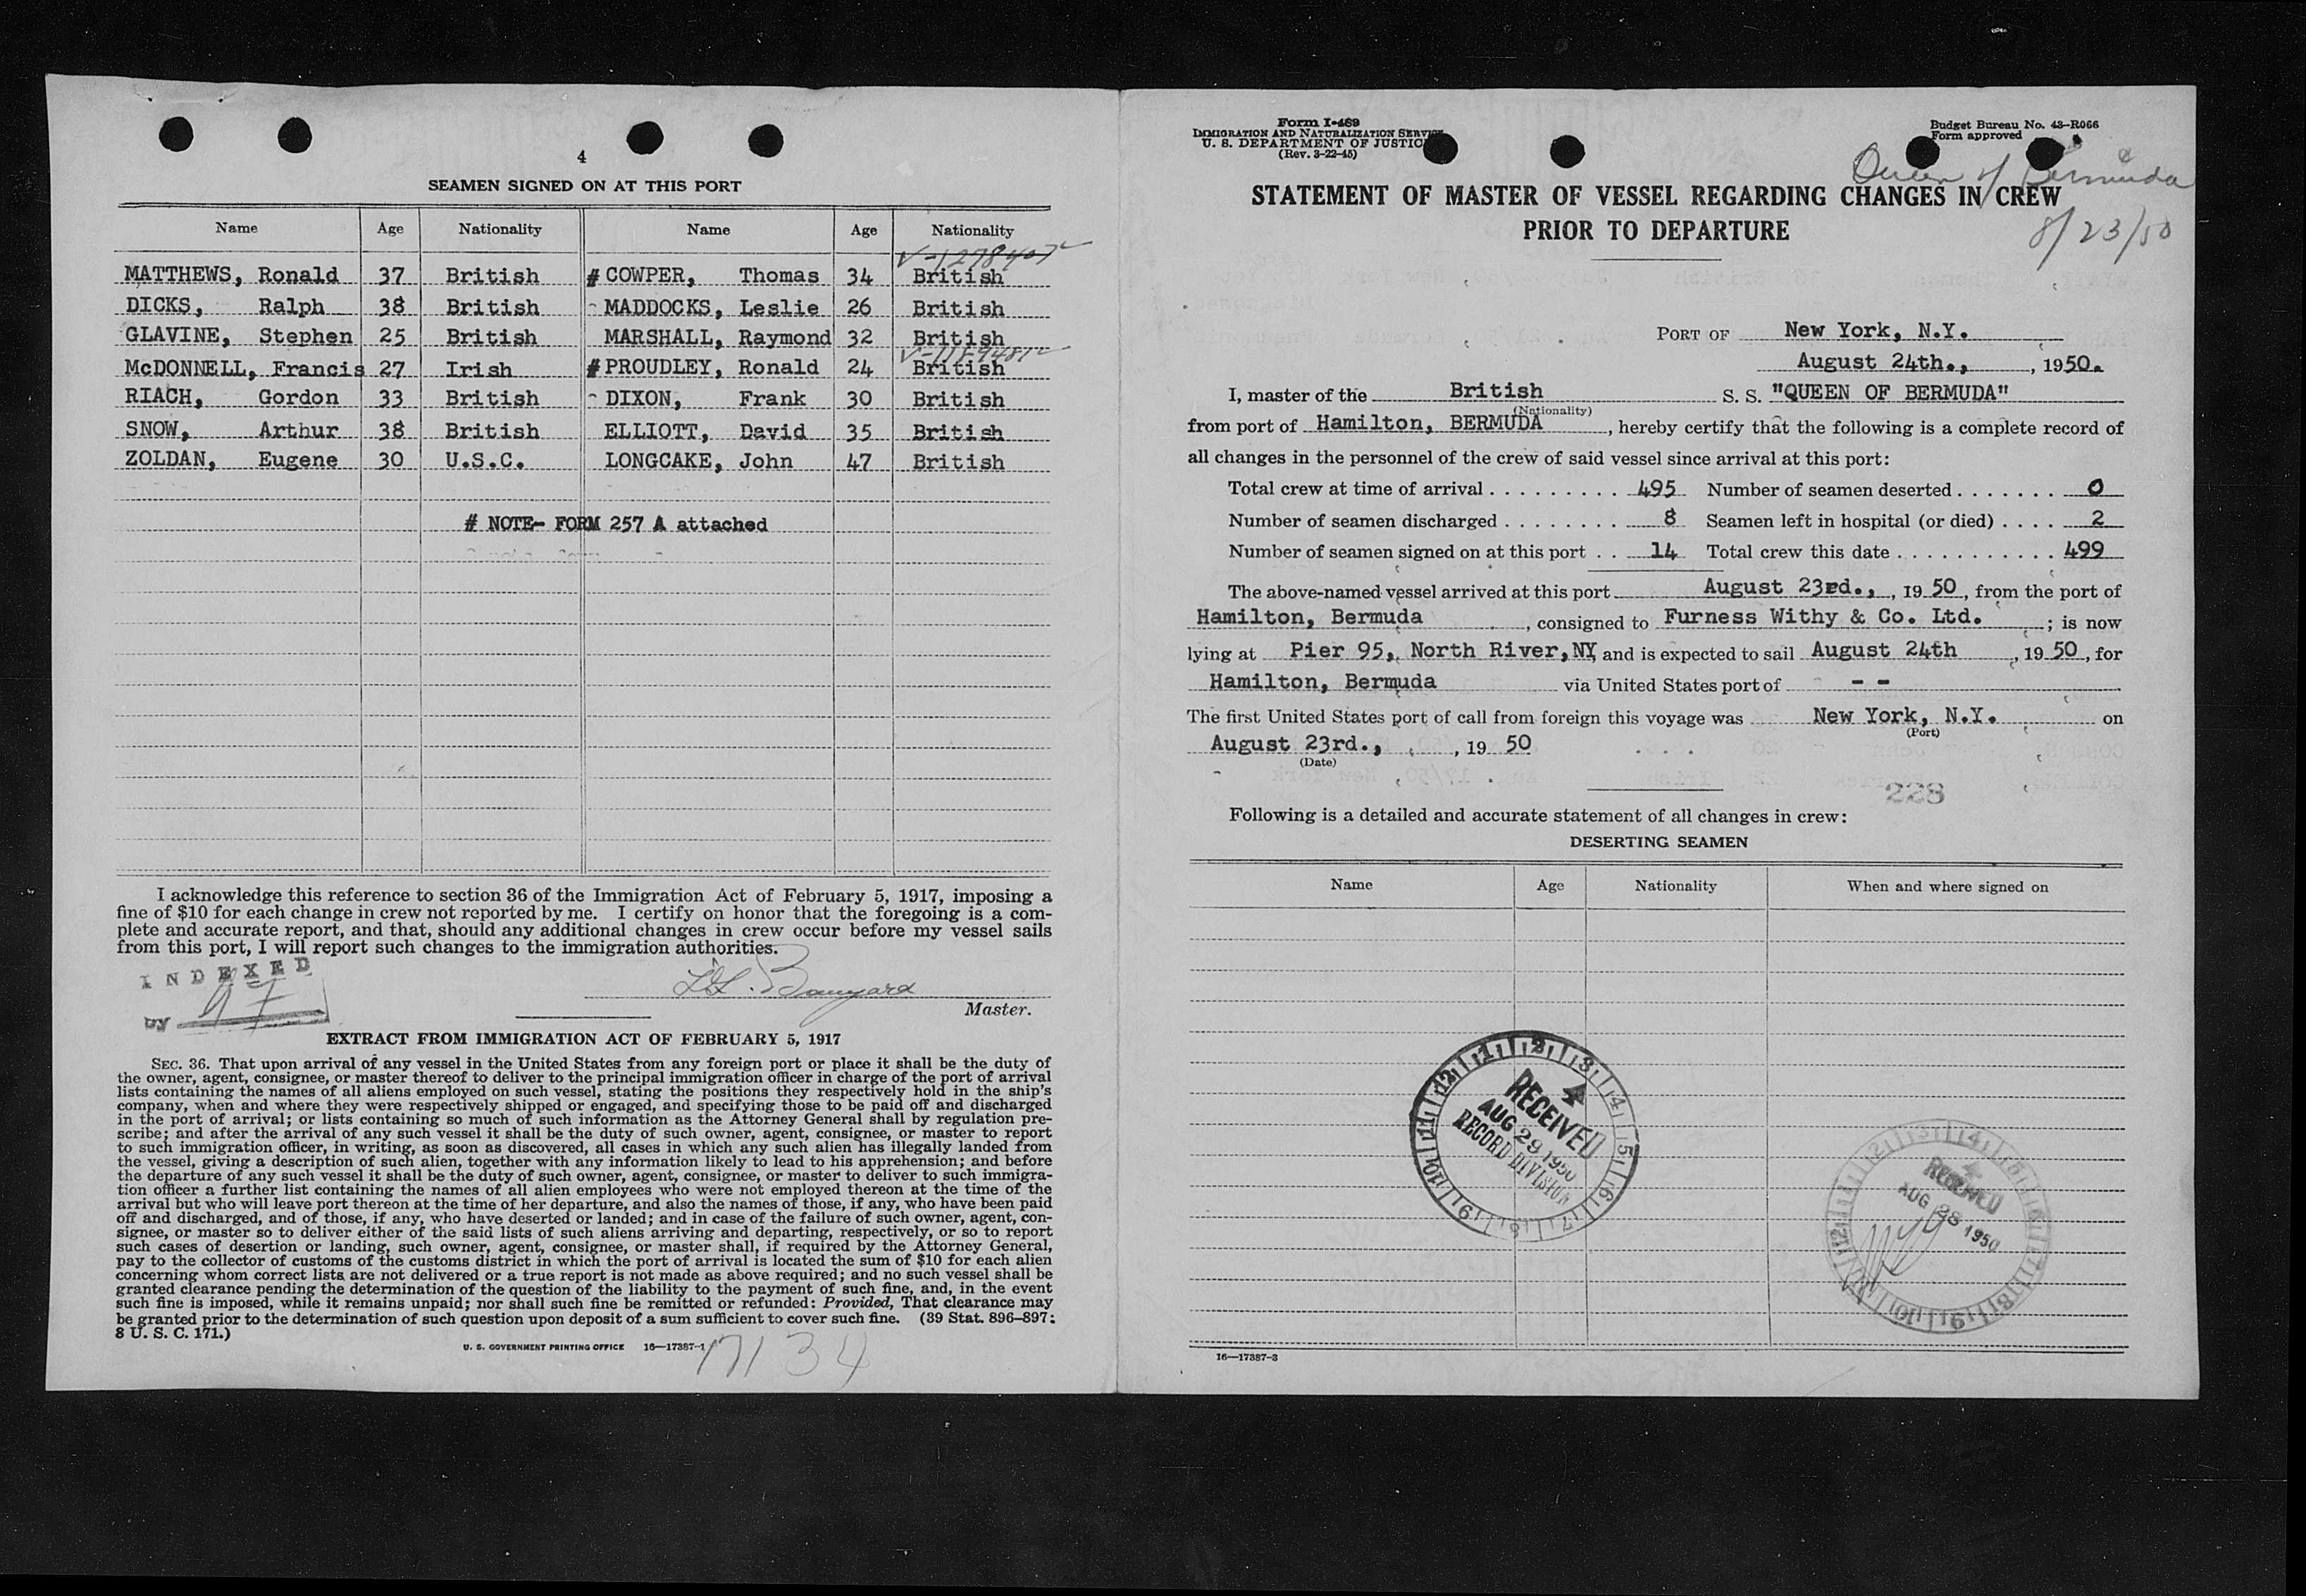 4
SEAMEN SIGNED ON AT THIS PORT
Name Age Nationality Name Age Nationality
MATTHEWS, Ronald 37 British # COWPER, Thomas 34 British
DICKS, Ralph 38 British MADDOCKS, Leslie 26 British
GLAVINE, Stephen 25 British MARSHALL, Raymond 32 British
McDONNELL, Francis 27 Irish # PROUDLEY, Ronald 24 British
RIACH, Gordon 33 British DIXON, Frank 30 British
SNOW, Arthur 38 British ELLIOTT, David 35 British
ZOLDAN, Eugene 30 U.S.C. LONGCAKE, John 47 British
# NOTE- FORM 257 A attached
I acknowledge this reference to section 36 of the Immigration Act of February 5, 1917, imposing a
fine of $10 for each change in crew not reported by me. I certify on honor that the foregoing is a com-
plete and accurate report, and that, should any additional changes in crew occur before my vessel sails
from this port, I will report such changes to the immigration authorities.
INDEXED
by
Master.
EXTRACT FROM IMMIGRATION ACT OF FEBRUARY 5, 1917
SEC. 36. That upon arrival of any vessel in the United States from any foreign port or place it shall be the duty of
the owner, agent, consignee, or master thereof to deliver to the principal immigration officer in charge of the port of arrival
lists containing the names of all aliens employed on such vessel, stating the positions they respectively hold in the ship's
company, when and where they were respectively shipped or engaged, and specifying those to be paid off and discharged
in the port of arrival; or lists containing so much of such information as the Attorney General shall by regulation pre-
scribe; and after the arrival of any such vessel it shall be the duty of such owner, agent, consignee, or master to report
to such immigration officer, in writing, as soon as discovered, all cases in which any such alien has illegally landed from
the vessel, giving a description of such alien, together with any information likely to lead to his apprehension; and before
the departure of any such vessel it shall be the duty of such owner, agent, consignee, or master to deliver to such immigra-
tion officer a further list containing the names of all alien employees who were not employed thereon at the time of the
arrival but who will leave port thereon at the time of her departure, and also the names of those, if any, who have been paid
off and discharged, and of those, if any, who have deserted or landed; and in case of the failure of such owner, agent, con-
signee, or master so to deliver either of the said lists of such aliens arriving and departing, respectively, or so to report
such cases of desertion or landing, such owner, agent, consignee, or master shall, if required by the Attorney General,
pay to the collector of customs of the customs district in which the port of arrival is located the sum of $10 for each alien
concerning whom correct lists are not delivered or a true report is not made as above required; and no such vessel shall be
granted clearance pending the determination of the question of the liability to the payment of such fine, and, in the event
such fine is imposed, while it remains unpaid; nor shall such fine be remitted or refunded: Provided, That clearance may
be granted prior to the determination of such question upon deposit of a sum sufficient to cover such fine. (39 Stat. 896-897;
8 U. S. C. 171.)
U. S. GOVERNMENT PRINTING OFFICE 16—17387-1
17134
Form I-489
IMMIGRATION AND NATURALIZATION SERVICE
U. S. DEPARTMENT OF JUSTICE
(Rev. 3-22-45)
Budget Bureau No. 43-R066
Form approved
Queen of Bermuda
8/23/50
STATEMENT OF MASTER OF VESSEL REGARDING CHANGES IN CREW
PRIOR TO DEPARTURE
PORT OF New York, N.Y.
August 24th., , 1950.
I, master of the British S. S. "QUEEN OF BERMUDA"
(Nationality)
from port of Hamilton, BERMUDA , hereby certify that the following is a complete record of
all changes in the personnel of the crew of said vessel since arrival at this port:
Total crew at time of arrival . . . . . . . . . 495 Number of seamen deserted . . . . . . . 0
Number of seamen discharged . . . . . . . . 8 Seamen left in hospital (or died) . . . . 2
Number of seamen signed on at this port . . 14 Total crew this date . . . . . . . . . . . 499
The above-named vessel arrived at this port August 23rd., , 19 50 , from the port of
Hamilton, Bermuda , consigned to Furness Withy & Co. Ltd. ; is now
lying at Pier 95, North River, NY and is expected to sail August 24th , 19 50 , for
Hamilton, Bermuda via United States port of - -
The first United States port of call from foreign this voyage was New York, N.Y. on
(Port)
August 23rd., , 19 50
(Date)
228
Following is a detailed and accurate statement of all changes in crew:
DESERTING SEAMEN
Name Age Nationality When and where signed on
4
RECEIVED
AUG 29 1950
RECORD DIVISION
RECEIVED
AUG 28 1950
16—17387-3